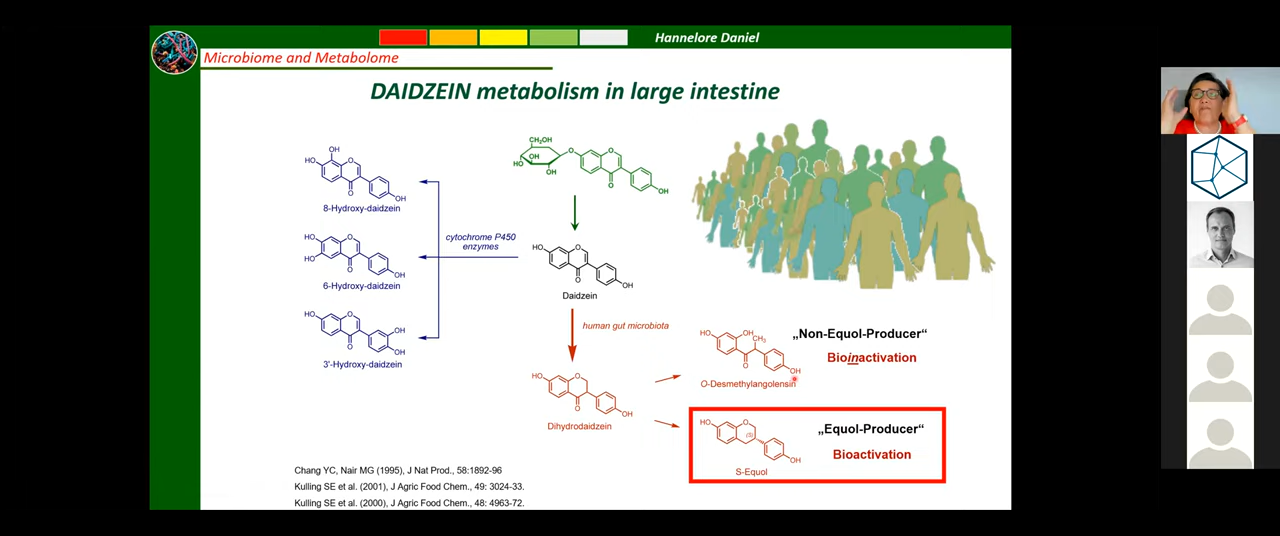 Hannelore Daniel
Microbiome and Metabolome
DAIDZEIN metabolism in large intestine
OH
HO
O
O
OH
8-Hydroxy-daidzein
HO
O
HO
O
OH
6-Hydroxy-daidzein
HO
O
O
OH
OH
3'-Hydroxy-daidzein
cytochrome P450
enzymes
CH₂OH
O
O
HO
OH
OH
O
OH
HO
O
O
OH
Daidzein
human gut microbiota
HO
O
O
OH
Dihydrodaidzein
HO
OH
CH₃
O
OH
O-Desmethylangolensin
„Non-Equol-Producer“
Bioinactivation
HO
O
(S)
OH
S-Equol
„Equol-Producer“
Bioactivation
Chang YC, Nair MG (1995), J Nat Prod., 58:1892-96
Kulling SE et al. (2001), J Agric Food Chem., 49: 3024-33.
Kulling SE et al. (2000), J Agric Food Chem., 48: 4963-72.